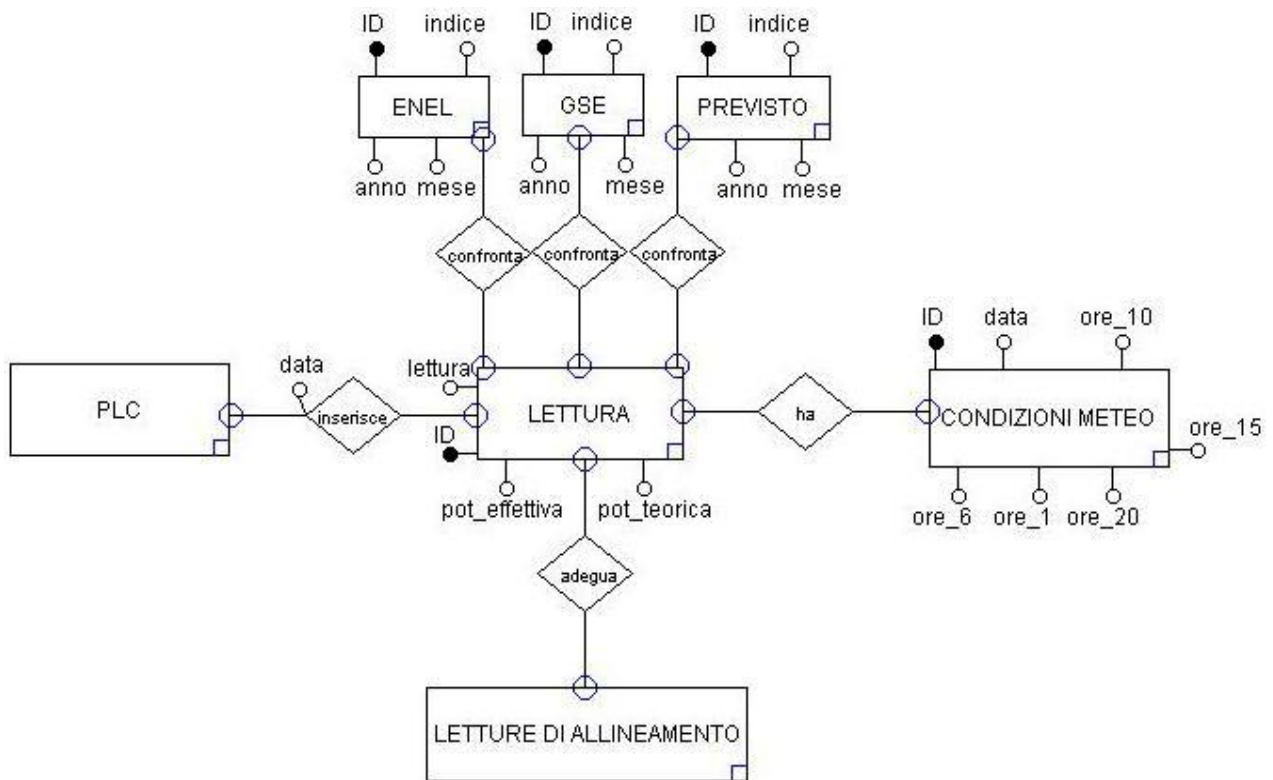 ID indice ID indice ID indice
ENEL GSE PREVISTO
anno mese anno mese anno mese
confronta confronta confronta
ID data ore_10
data lettura
PLC inserisce LETTURA ha CONDIZIONI METEO
ore_15
ID
pot_effettiva pot_teorica
ore_6 ore_1 ore_20
adegua
LETTURE DI ALLINEAMENTO